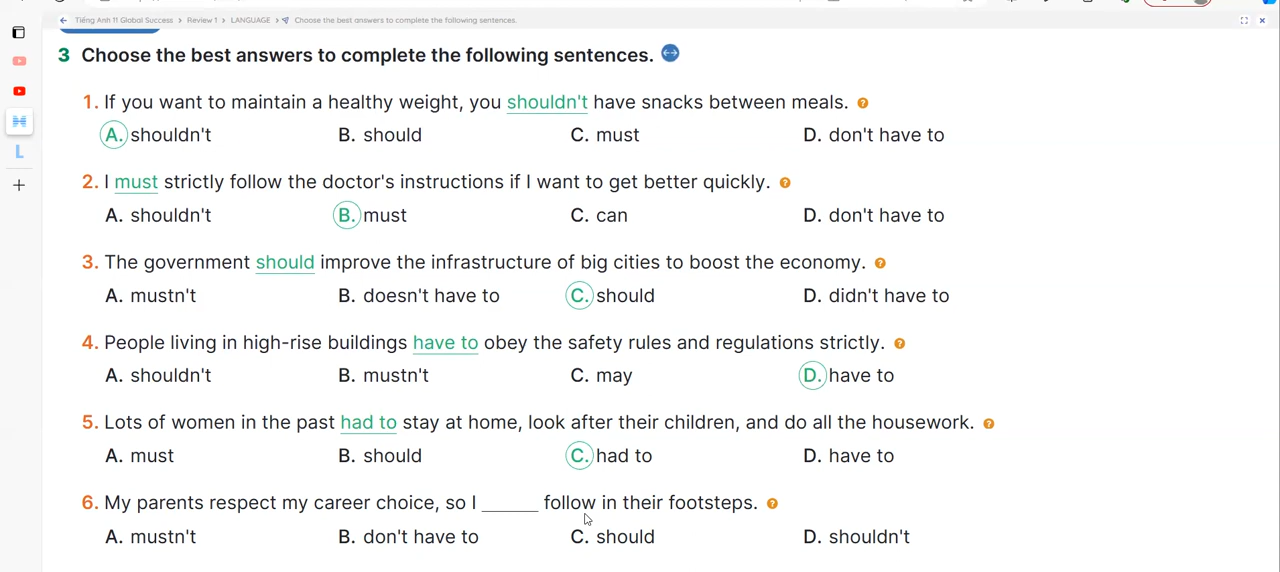 Tiếng Anh 11 Global Success > Review 1 > LANGUAGE > Choose the best answers to complete the following sentences.
3 Choose the best answers to complete the following sentences.
1. If you want to maintain a healthy weight, you shouldn't have snacks between meals. ?
A. shouldn't B. should C. must D. don't have to
2. I must strictly follow the doctor's instructions if I want to get better quickly. ?
A. shouldn't B. must C. can D. don't have to
3. The government should improve the infrastructure of big cities to boost the economy. ?
A. mustn't B. doesn't have to C. should D. didn't have to
4. People living in high-rise buildings have to obey the safety rules and regulations strictly. ?
A. shouldn't B. mustn't C. may D. have to
5. Lots of women in the past had to stay at home, look after their children, and do all the housework. ?
A. must B. should C. had to D. have to
6. My parents respect my career choice, so I ______ follow in their footsteps. ?
A. mustn't B. don't have to C. should D. shouldn't
L